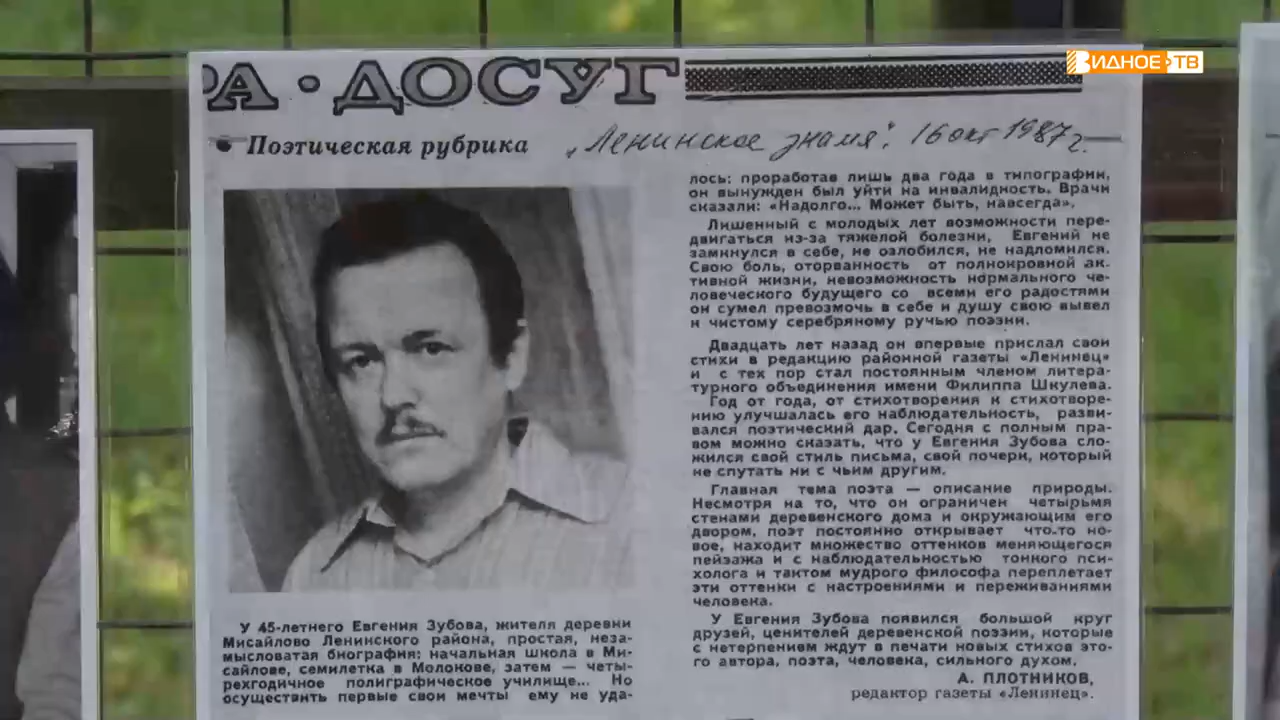 ВИДНОЕ ТВ
РА • ДОСУГ
• Поэтическая рубрика
„Ленинское знамя". 16 окт 1987 г.
У 45-летнего Евгения Зубова, жителя деревни
Мисайлово Ленинского района, простая, неза-
мысловатая биография: начальная школа в Ми-
сайлове, семилетка в Молокове, затем — четы-
рехгодичное полиграфическое училище... Но
осуществить первые свои мечты ему не уда-
лось: проработав лишь два года в типографии,
он вынужден был уйти на инвалидность. Врачи
сказали: «Надолго... Может быть, навсегда».
Лишенный с молодых лет возможности пере-
двигаться из-за тяжелой болезни, Евгений не
замкнулся в себе, не озлобился, не надломился.
Свою боль, оторванность от полнокровной ак-
тивной жизни, невозможность нормального че-
ловеческого будущего со всеми его радостями
он сумел превозмочь в себе и душу свою вывел
к чистому серебряному ручью поэзии.
Двадцать лет назад он впервые прислал свои
стихи в редакцию районной газеты «Ленинец»
и с тех пор стал постоянным членом литера-
турного объединения имени Филиппа Шкулева.
Год от года, от стихотворения к стихотворе-
нию улучшалась его наблюдательность, разви-
вался поэтический дар. Сегодня с полным пра-
вом можно сказать, что у Евгения Зубова сло-
жился свой стиль письма, свой почерк, который
не спутать ни с чьим другим.
Главная тема поэта — описание природы.
Несмотря на то, что он ограничен четырьмя
стенами деревенского дома и окружающим его
двором, поэт постоянно открывает что-то но-
вое, находит множество оттенков меняющегося
пейзажа и с наблюдательностью тонкого пси-
холога и тактом мудрого философа переплетает
эти оттенки с настроениями и переживаниями
человека.
У Евгения Зубова появился большой круг
друзей, ценителей деревенской поэзии, которые
с нетерпением ждут в печати новых стихов это-
го автора, поэта, человека, сильного духом.
А. ПЛОТНИКОВ,
редактор газеты «Ленинец».